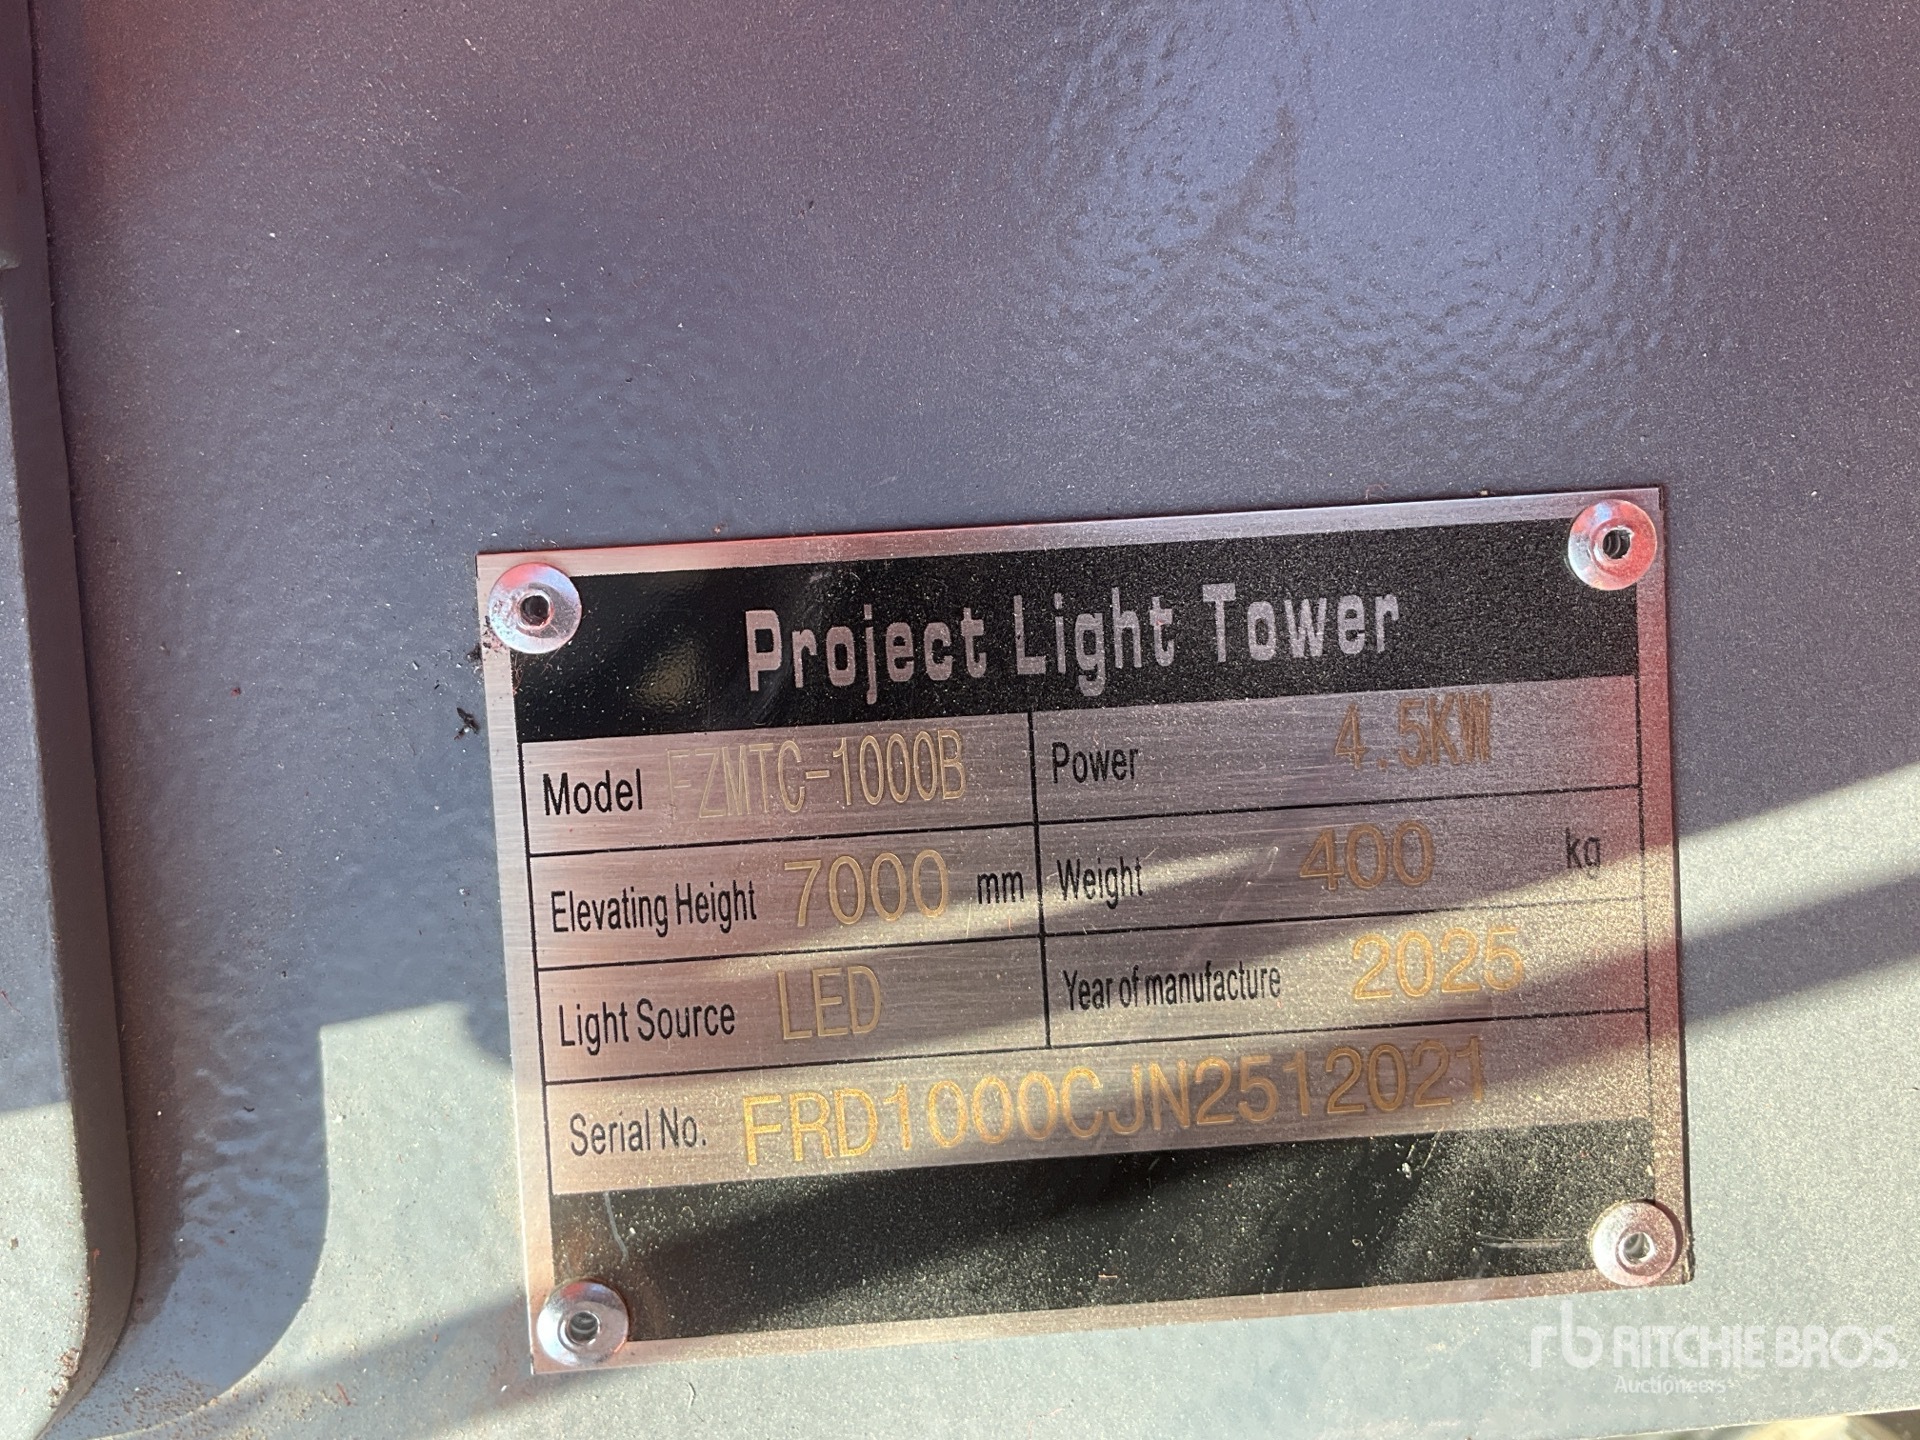 Project Light Tower
Model FZMTC-1000B Power 4.5KW
Elevating Height 7000 mm Weight 400 kg
Light Source LED Year of manufacture 2025
Serial No. FRD1000CJN2512021
rb RITCHIE BROS.
Auctioneers